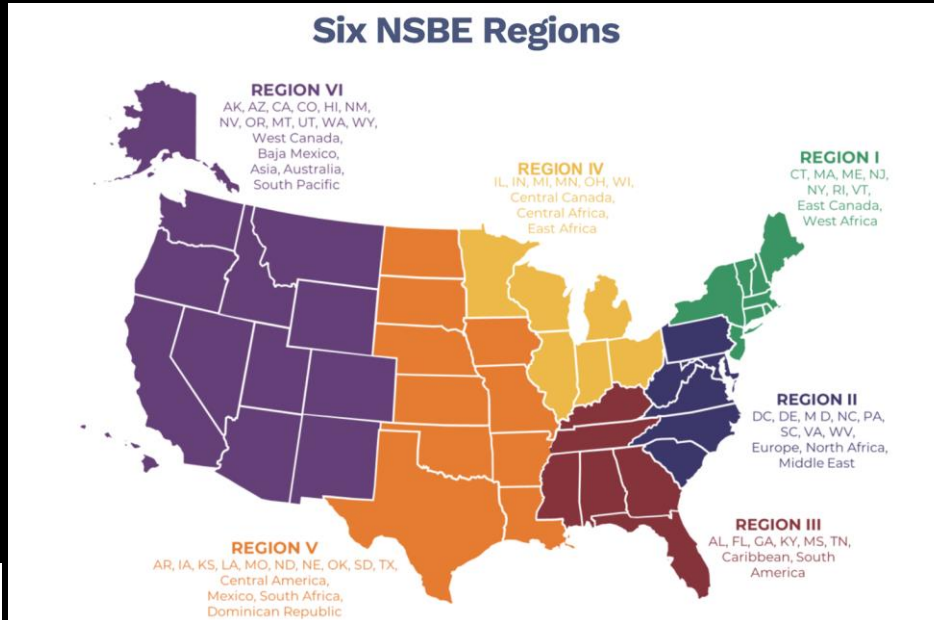 Six NSBE Regions
REGION VI
AK, AZ, CA, CO, HI, NM,
NV, OR, MT, UT, WA, WY,
West Canada,
Baja Mexico,
Asia, Australia,
South Pacific
REGION IV
IL, IN, MI, MN, OH, WI,
Central Canada,
Central Africa,
East Africa
REGION I
CT, MA, ME, NJ,
NY, RI, VT,
East Canada,
West Africa
REGION II
DC, DE, M D, NC, PA,
SC, VA, WV,
Europe, North Africa,
Middle East
REGION III
AL, FL, GA, KY, MS, TN,
Caribbean, South
America
REGION V
AR, IA, KS, LA, MO, ND, NE, OK, SD, TX,
Central America,
Mexico, South Africa,
Dominican Republic